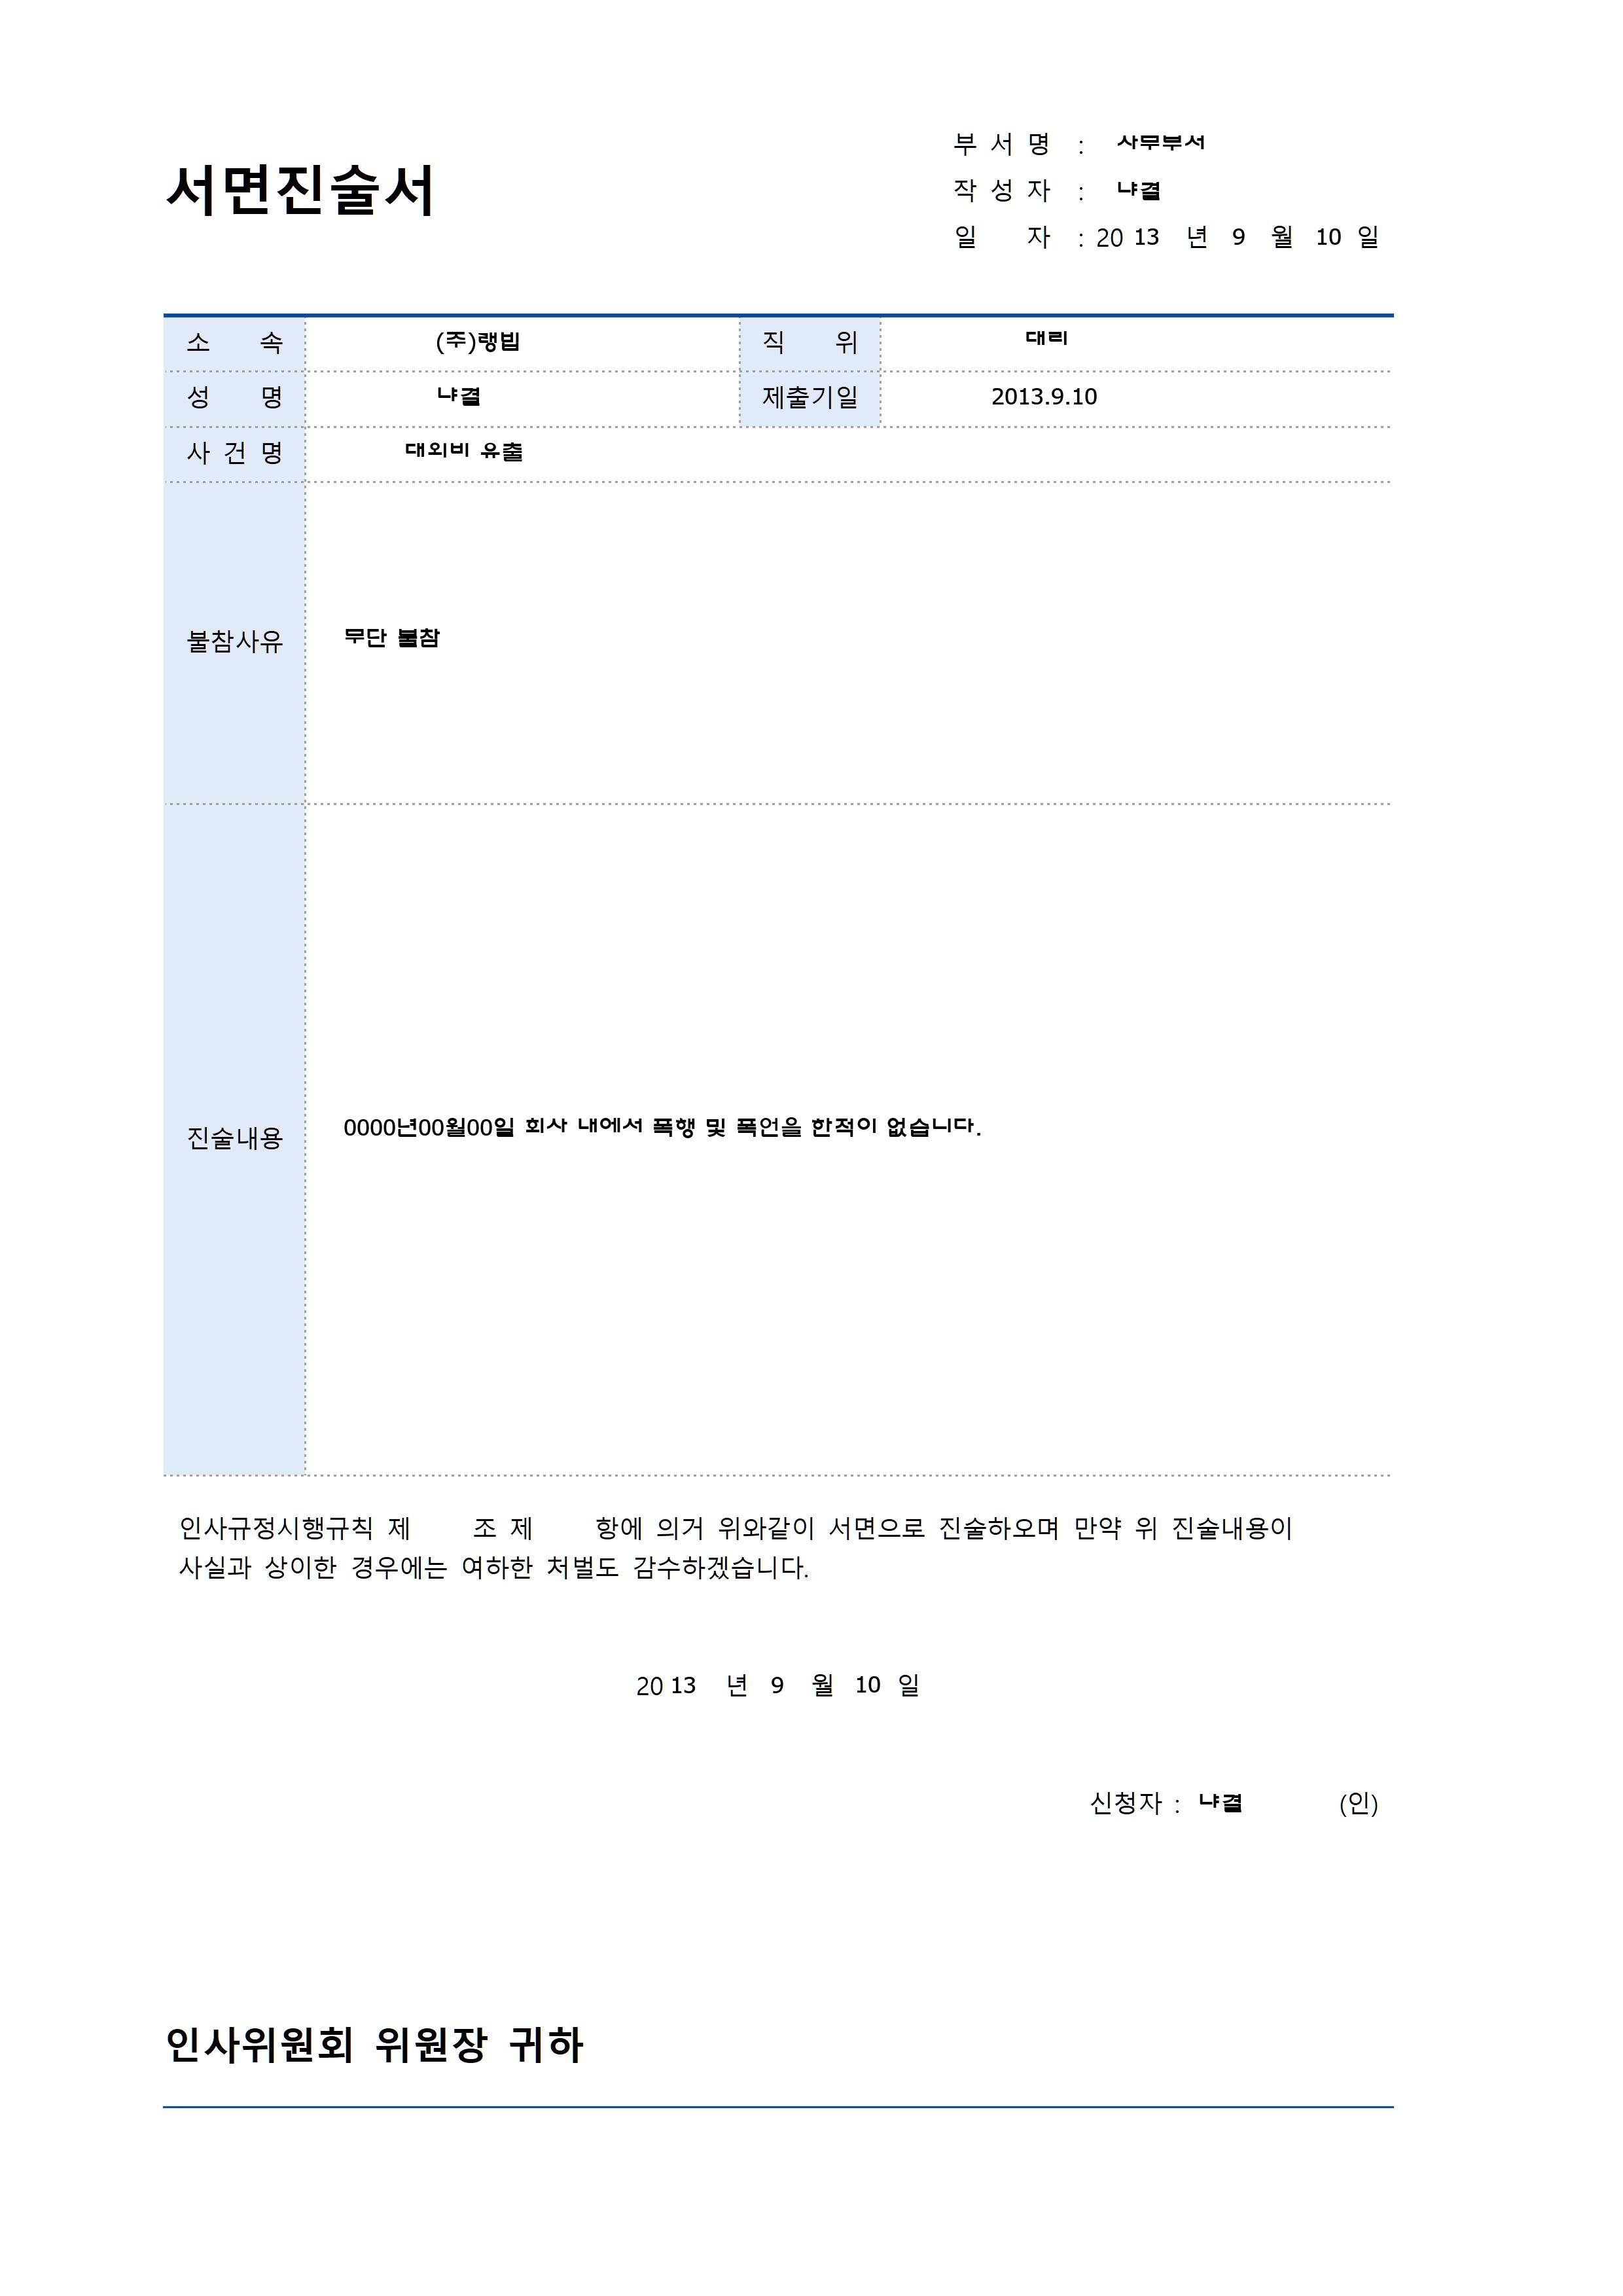 서면진술서
부 서 명 : 사무부서
작 성 자 : 냐결
일 자 : 20 13 년 9 월 10 일
소 속 (주)랭빕 직 위 대리
성 명 냐결 제출기일 2013.9.10
사 건 명 대외비 유출
불참사유 무단 불참
진술내용 0000년00월00일 회사 내에서 폭행 및 폭언을 한적이 없습니다.
인사규정시행규칙 제 조 제 항에 의거 위와같이 서면으로 진술하오며 만약 위 진술내용이
사실과 상이한 경우에는 여하한 처벌도 감수하겠습니다.
20 13 년 9 월 10 일
신청자 : 냐결 (인)
인사위원회 위원장 귀하